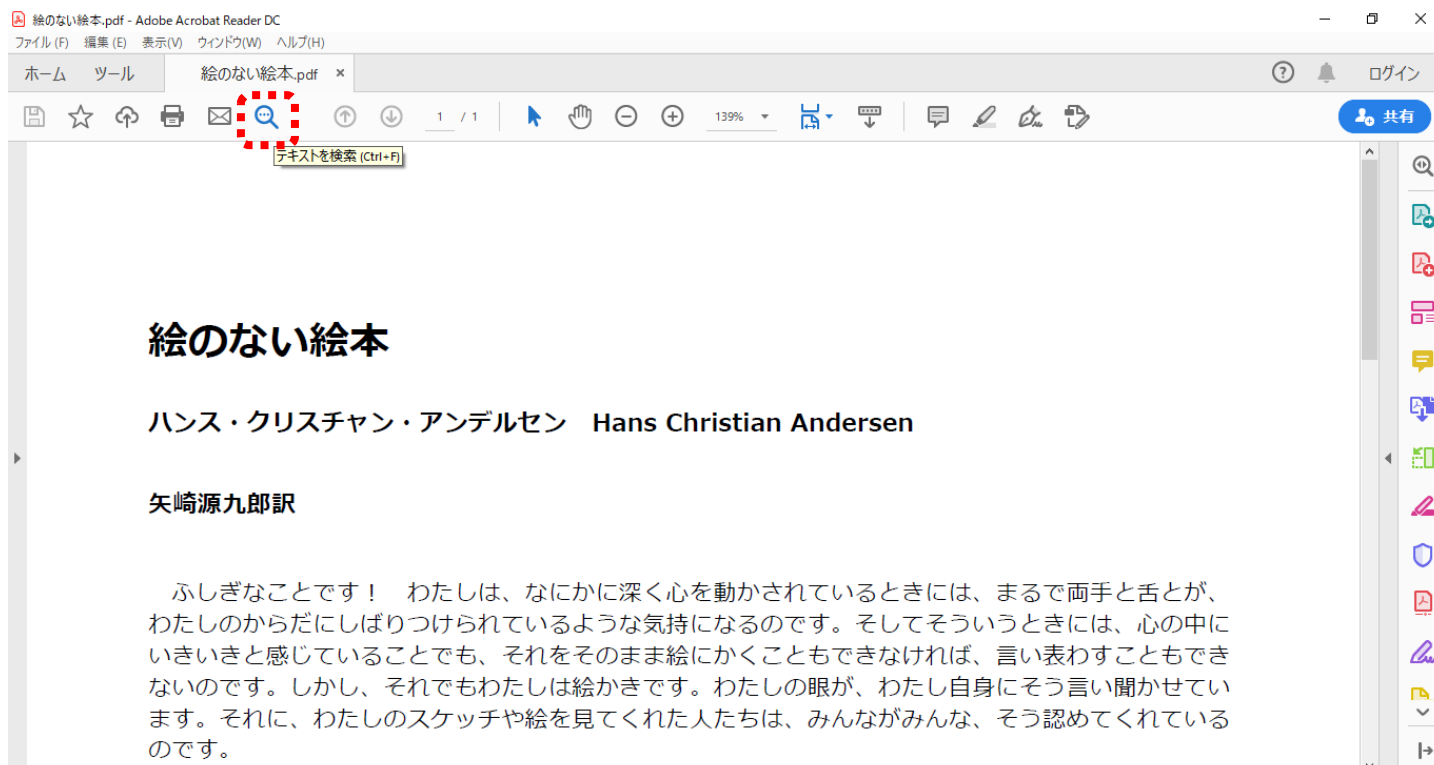 絵のない絵本.pdf - Adobe Acrobat Reader DC
ファイル(F) 編集(E) 表示(V) ウィンドウ(W) ヘルプ(H)
ホーム ツール 絵のない絵本.pdf × ? ログイン
1 / 1 139% 共有
テキストを検索 (Ctrl+F)
絵のない絵本
ハンス・クリスチャン・アンデルセン　Hans Christian Andersen
矢崎源九郎訳
　ふしぎなことです！　わたしは、なにかに深く心を動かされているときには、まるで両手と舌とが、
わたしのからだにしばりつけられているような気持になるのです。そしてそういうときには、心の中に
いきいきと感じていることでも、それをそのまま絵にかくこともできなければ、言い表わすこともでき
ないのです。しかし、それでもわたしは絵かきです。わたしの眼が、わたし自身にそう言い聞かせてい
ます。それに、わたしのスケッチや絵を見てくれた人たちは、みんながみんな、そう認めてくれている
のです。